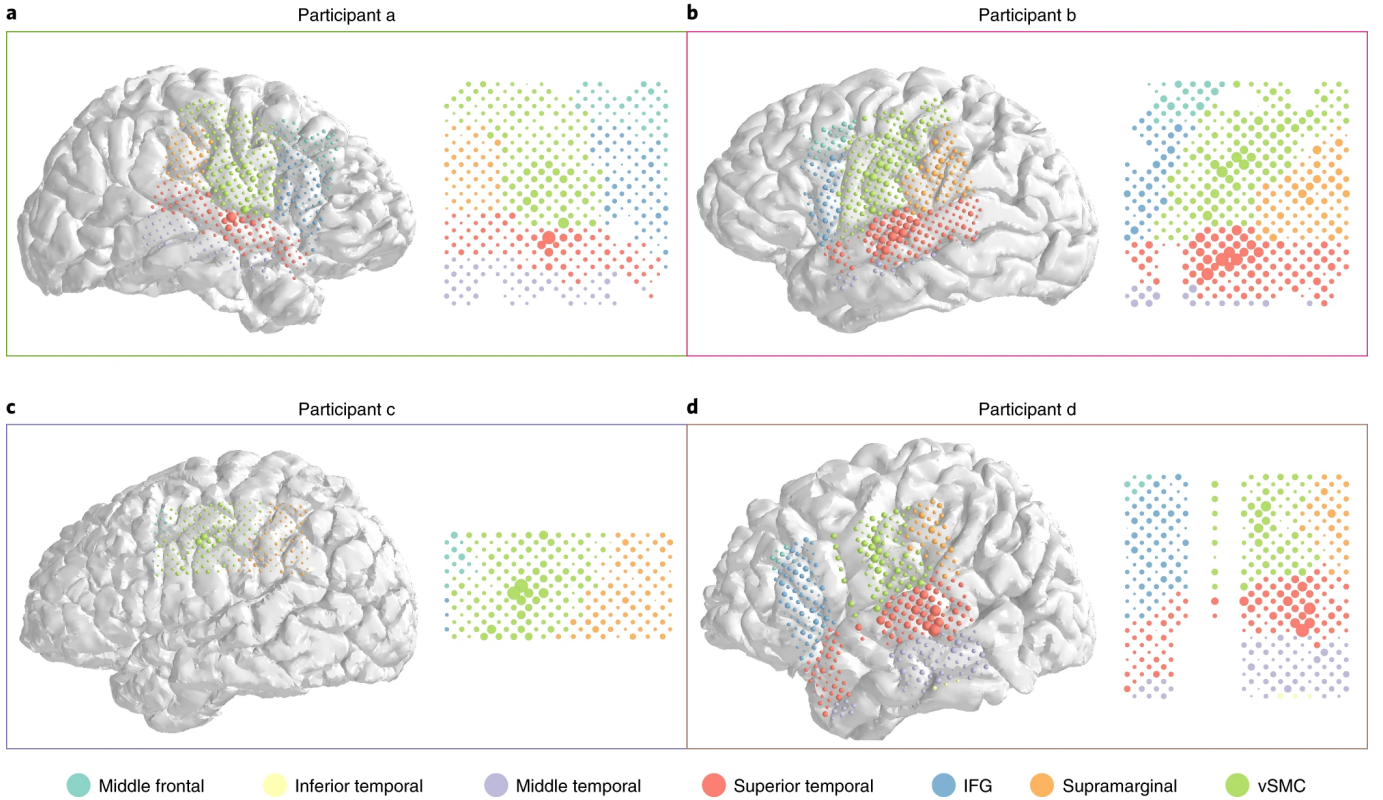 a Participant a
b Participant b
c Participant c
d Participant d
Middle frontal Inferior temporal Middle temporal Superior temporal IFG Supramarginal vSMC